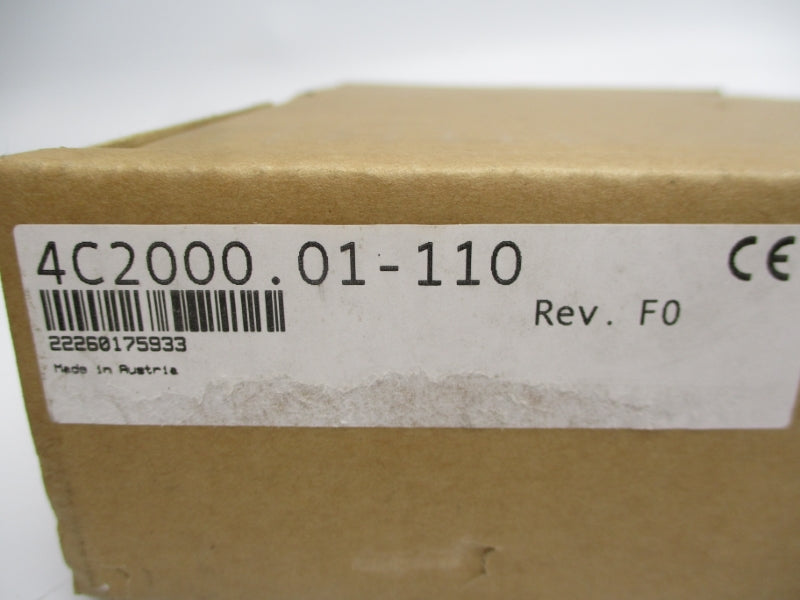 4C2000.01-110
CE
Rev. F0
22260175933
Made in Austria